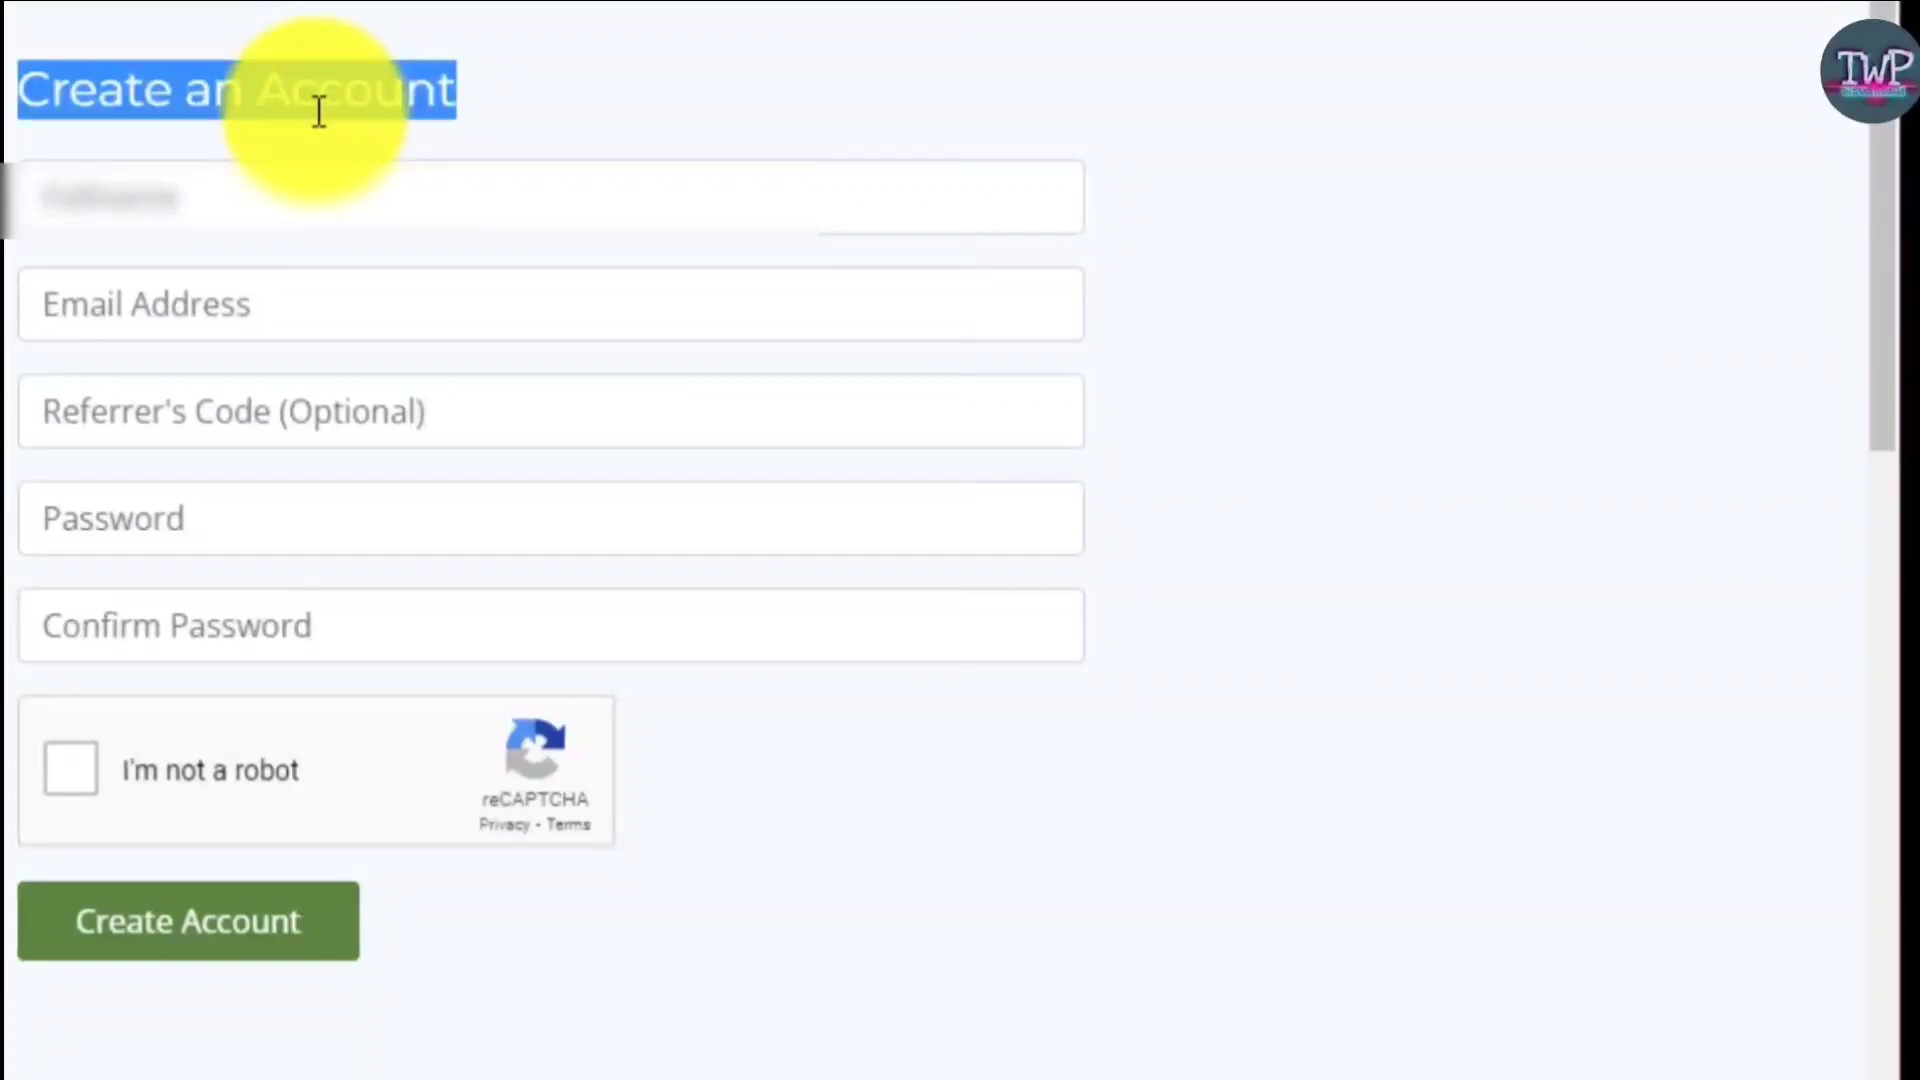 Create an Account
TWP
Email Address
Referrer's Code (Optional)
Password
Confirm Password
I'm not a robot
reCAPTCHA
Privacy - Terms
Create Account